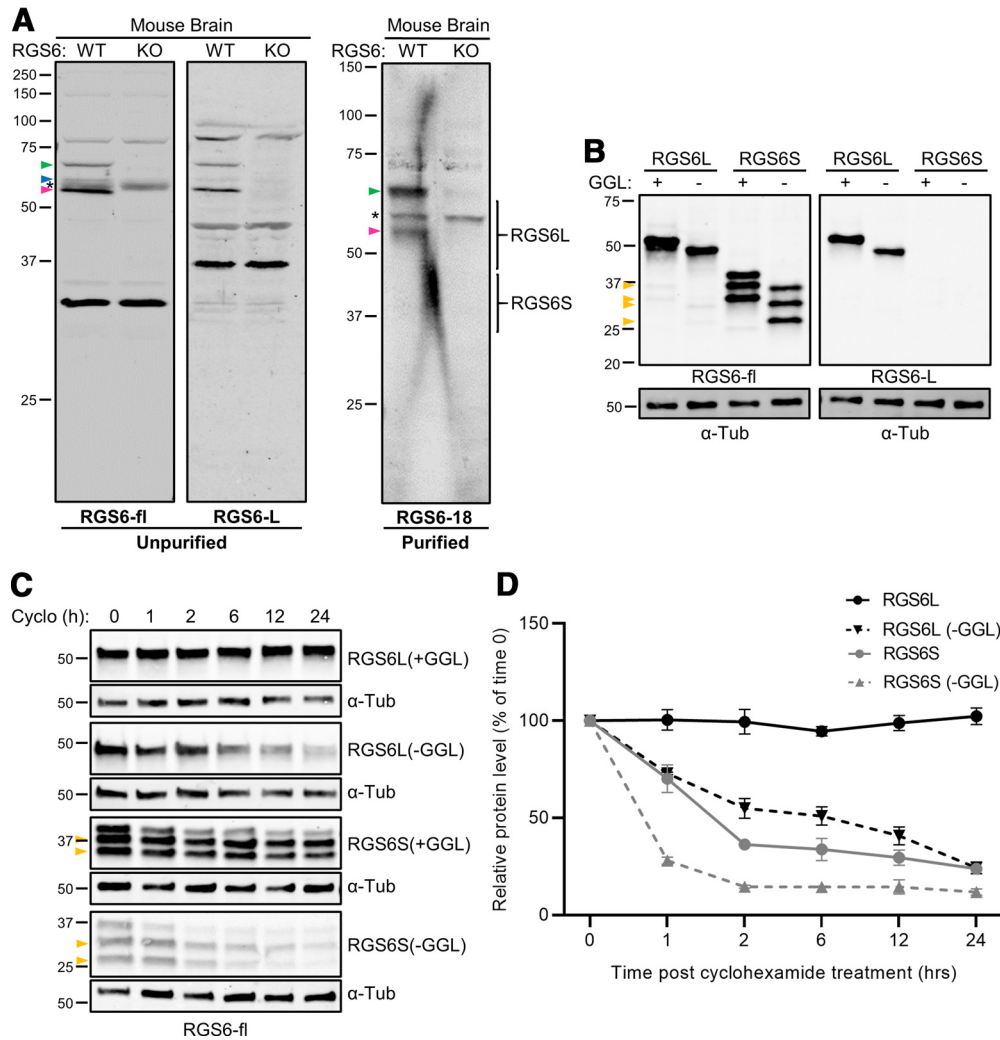 A
Mouse Brain
Mouse Brain
RGS6: WT KO WT KO
RGS6: WT KO
250
150
100
75
50
37
25
*
150
100
75
50
37
25
*
RGS6L
RGS6S
RGS6-fl RGS6-L
Unpurified
RGS6-18
Purified
B
RGS6L RGS6S RGS6L RGS6S
GGL: + - + - + - + -
75
50
37
25
20
RGS6-fl RGS6-L
50
α-Tub α-Tub
C
Cyclo (h): 0 1 2 6 12 24
50 RGS6L(+GGL)
50 α-Tub
50 RGS6L(-GGL)
50 α-Tub
37 RGS6S(+GGL)
50 α-Tub
37
RGS6S(-GGL)
25
50 α-Tub
RGS6-fl
D
RGS6L
RGS6L (-GGL)
RGS6S
RGS6S (-GGL)
Relative protein level (% of time 0)
150
100
50
0
0 1 2 6 12 24
Time post cyclohexamide treatment (hrs)